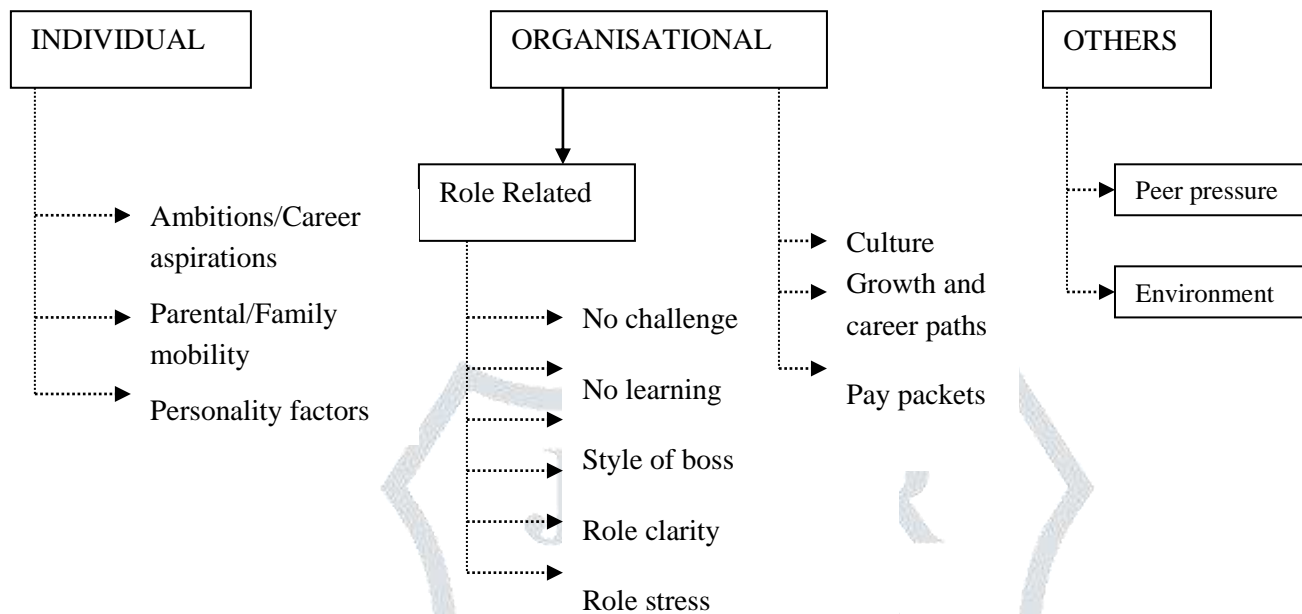 INDIVIDUAL
ORGANISATIONAL
OTHERS
Role Related
Ambitions/Career
aspirations
Parental/Family
mobility
Personality factors
No challenge
No learning
Style of boss
Role clarity
Role stress
Culture
Growth and
career paths
Pay packets
Peer pressure
Environment